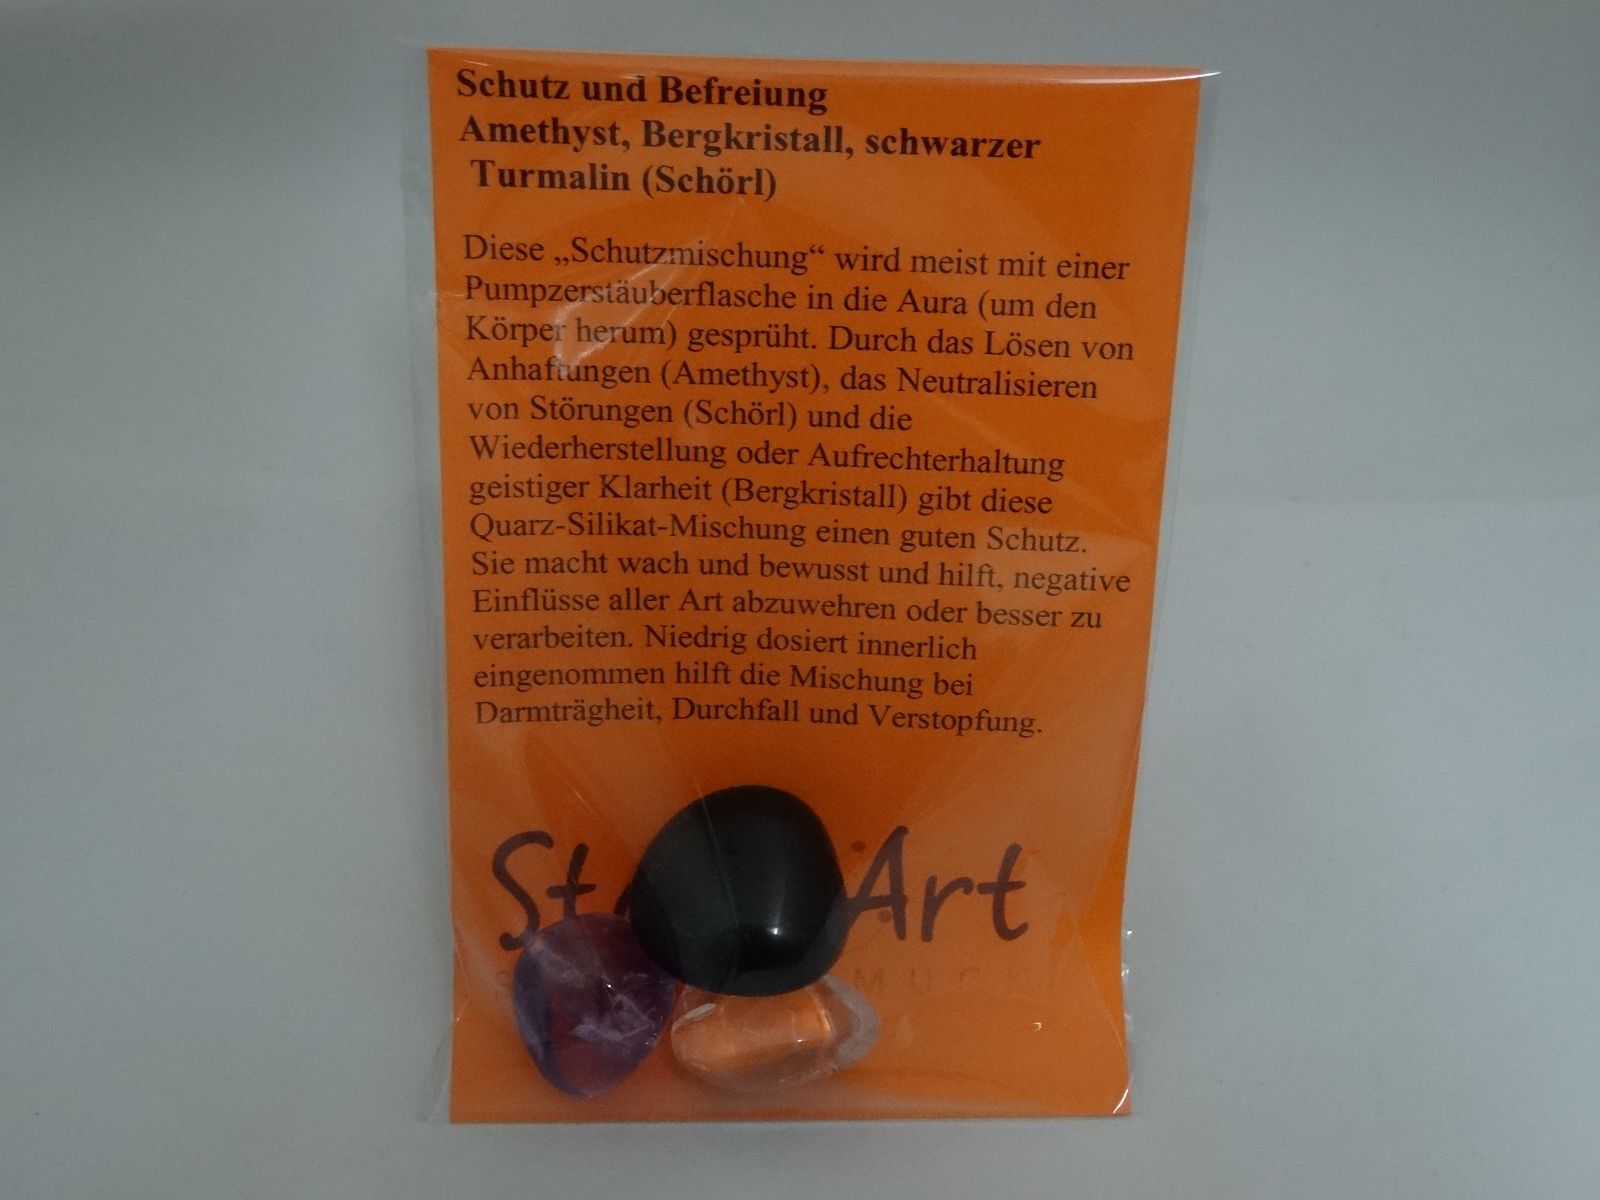 Schutz und Befreiung
Amethyst, Bergkristall, schwarzer
Turmalin (Schörl)
Diese „Schutzmischung“ wird meist mit einer
Pumpzerstäuberflasche in die Aura (um den
Körper herum) gesprüht. Durch das Lösen von
Anhaftungen (Amethyst), das Neutralisieren
von Störungen (Schörl) und die
Wiederherstellung oder Aufrechterhaltung
geistiger Klarheit (Bergkristall) gibt diese
Quarz-Silikat-Mischung einen guten Schutz.
Sie macht wach und bewusst und hilft, negative
Einflüsse aller Art abzuwehren oder besser zu
verarbeiten. Niedrig dosiert innerlich
eingenommen hilft die Mischung bei
Darmträgheit, Durchfall und Verstopfung.
Art